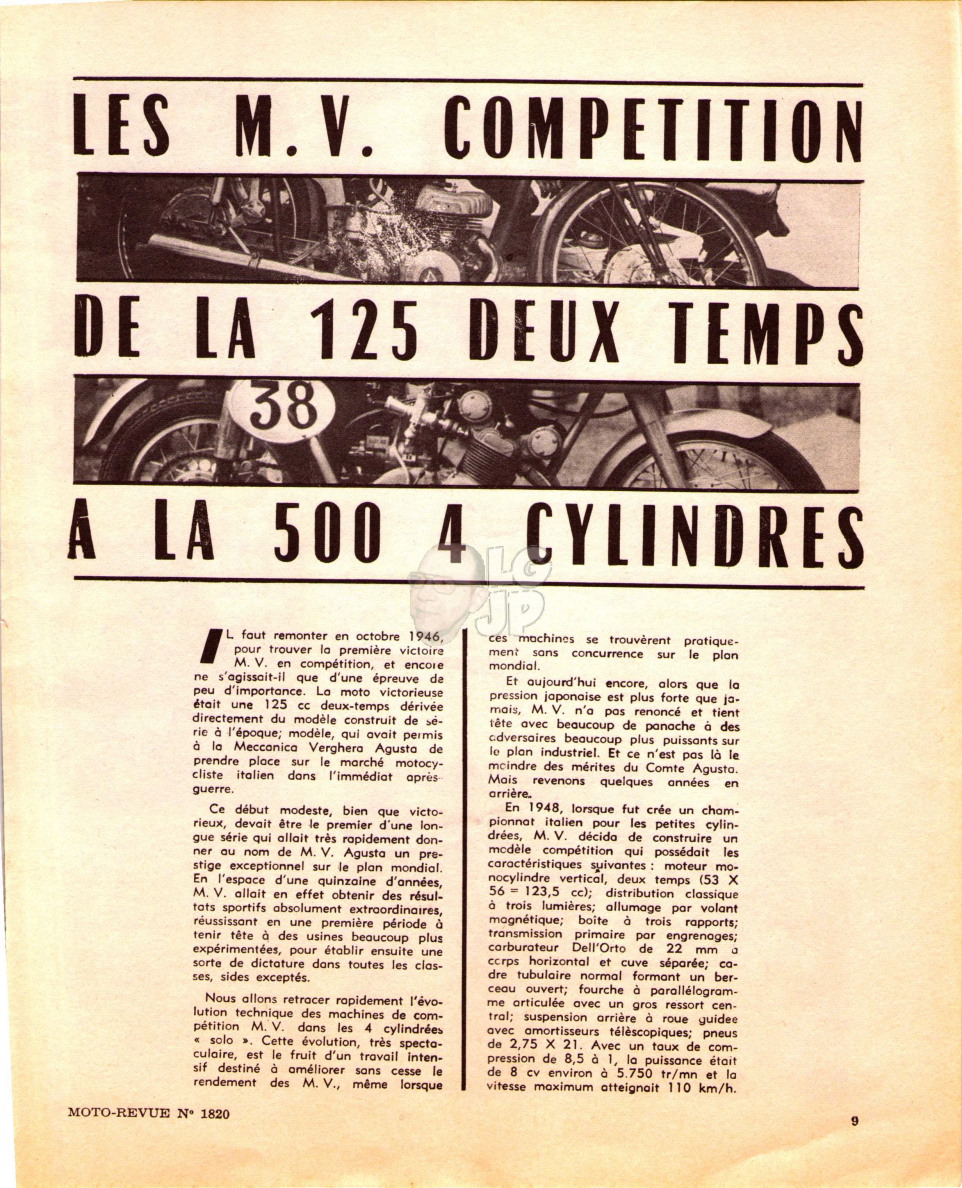 LES M.V. COMPETITION
DE LA 125 DEUX TEMPS
38
A LA 500 4 CYLINDRES
LG
JP
IL faut remonter en octobre 1946,
pour trouver la première victoire
M. V. en compétition, et encore
ne s'agissait-il que d'une épreuve de
peu d'importance. La moto victorieuse
était une 125 cc deux-temps dérivée
directement du modèle construit de sé-
rie à l'époque; modèle, qui avait permis
à la Meccanica Verghera Agusta de
prendre place sur le marché motocy-
cliste italien dans l'immédiat après-
guerre.
Ce début modeste, bien que victo-
rieux, devait être le premier d'une lon-
gue série qui allait très rapidement don-
ner au nom de M. V. Agusta un pre-
stige exceptionnel sur le plan mondial.
En l'espace d'une quinzaine d'années,
M. V. allait en effet obtenir des résul-
tats sportifs absolument extraordinaires,
réussissant en une première période à
tenir tête à des usines beaucoup plus
expérimentées, pour établir ensuite une
sorte de dictature dans toutes les clas-
ses, sides exceptés.
Nous allons retracer rapidement l'évo-
lution technique des machines de com-
pétition M. V. dans les 4 cylindrées
« solo ». Cette évolution, très specta-
culaire, est le fruit d'un travail inten-
sif destiné à améliorer sans cesse le
rendement des M. V., même lorsque
ces machines se trouvèrent pratique-
ment sans concurrence sur le plan
mondial.
Et aujourd'hui encore, alors que la
pression japonaise est plus forte que ja-
mais, M. V. n'a pas renoncé et tient
tête avec beaucoup de panache à des
adversaires beaucoup plus puissants sur
le plan industriel. Et ce n'est pas là le
moindre des mérites du Comte Agusta.
Mais revenons quelques années en
arrière.
En 1948, lorsque fut crée un cham-
pionnat italien pour les petites cylin-
drées, M. V. décida de construire un
modèle compétition qui possédait les
caractéristiques suivantes : moteur mo-
nocylindre vertical, deux temps (53 X
56 = 123,5 cc); distribution classique
à trois lumières; allumage par volant
magnétique; boîte à trois rapports;
transmission primaire par engrenages;
carburateur Dell'Orto de 22 mm a
corps horizontal et cuve séparée; ca-
dre tubulaire normal formant un ber-
ceau ouvert; fourche à parallélogram-
me articulée avec un gros ressort cen-
tral; suspension arrière à roue guidee
avec amortisseurs télèscopiques; pneus
de 2,75 X 21. Avec un taux de com-
pression de 8,5 à 1, la puissance était
de 8 cv environ à 5.750 tr/mn et la
vitesse maximum atteignait 110 km/h.
MOTO-REVUE Nº 1820
9